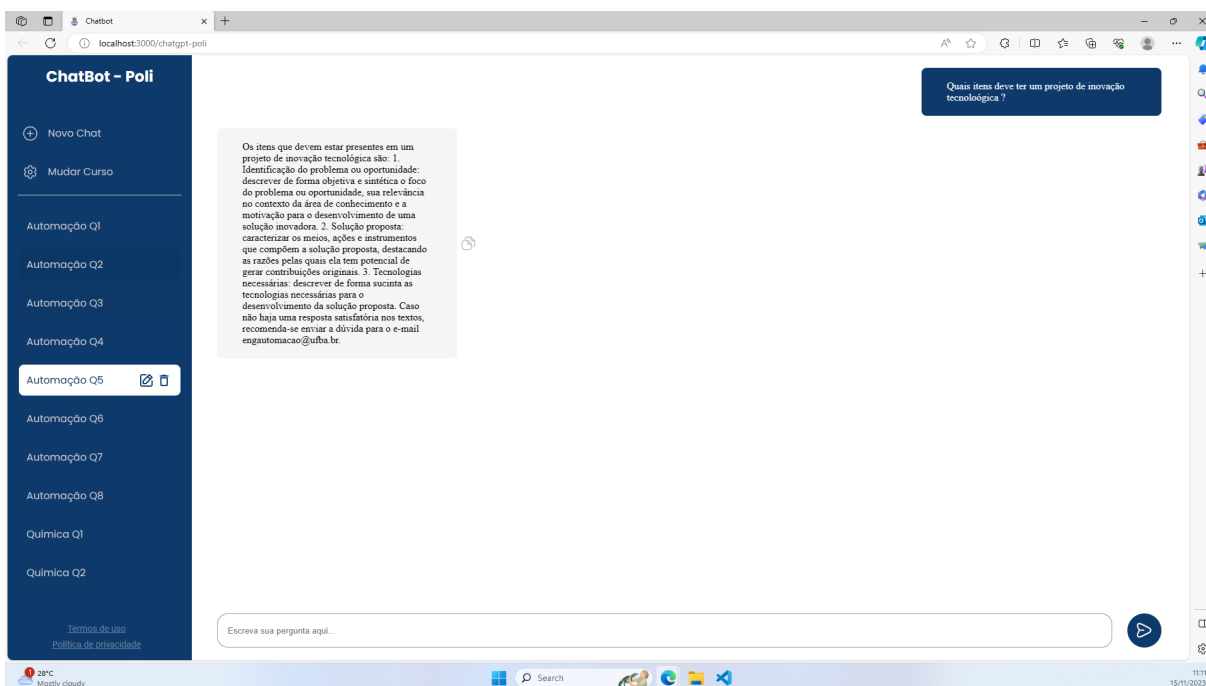 Chatbot
localhost:3000/chatgpt-poli
ChatBot - Poli
Novo Chat
Mudar Curso
Automação Q1
Automação Q2
Automação Q3
Automação Q4
Automação Q5
Automação Q6
Automação Q7
Automação Q8
Química Q1
Química Q2
Termos de uso
Política de privacidade
Quais itens deve ter um projeto de inovação
tecnoloógica ?
Os itens que devem estar presentes em um
projeto de inovação tecnológica são: 1.
Identificação do problema ou oportunidade:
descrever de forma objetiva e sintética o foco
do problema ou oportunidade, sua relevância
no contexto da área de conhecimento e a
motivação para o desenvolvimento de uma
solução inovadora. 2. Solução proposta:
caracterizar os meios, ações e instrumentos
que compõem a solução proposta, destacando
as razões pelas quais ela tem potencial de
gerar contribuições originais. 3. Tecnologias
necessárias: descrever de forma sucinta as
tecnologias necessárias para o
desenvolvimento da solução proposta. Caso
não haja uma resposta satisfatória nos textos,
recomenda-se enviar a dúvida para o e-mail
engautomacao@ufba.br.
Escreva sua pergunta aqui...
1
28°C
Mostly cloudy
Search
11:11
15/11/2023